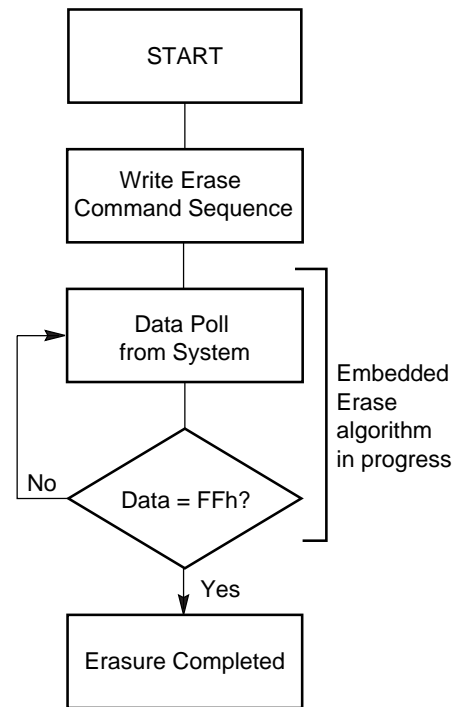 START
Write Erase
Command Sequence
Data Poll
from System
Embedded
Erase
algorithm
in progress
No
Data = FFh?
Yes
Erasure Completed